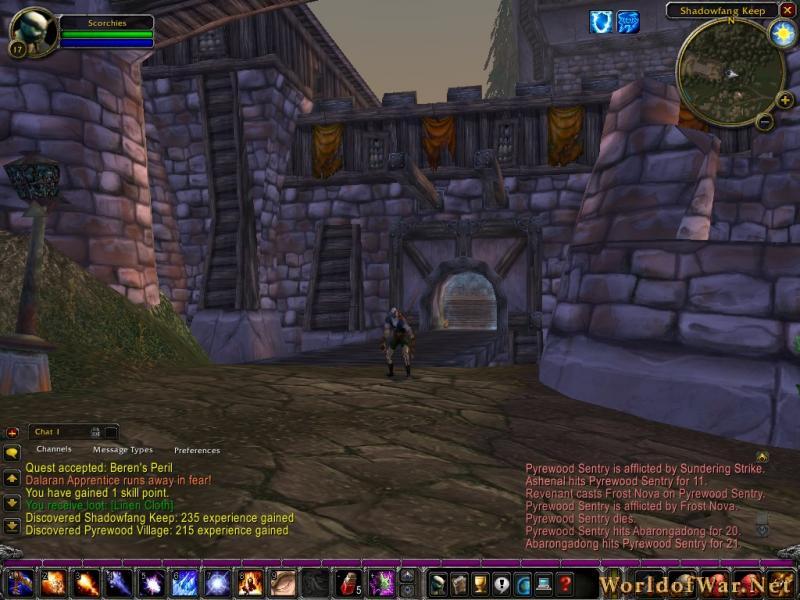 Scorchies
17
Shadowfang Keep
N
Chat 1
Channels Message Types Preferences
Quest accepted: Beren's Peril
Dalaran Apprentice runs away in fear!
You have gained 1 skill point.
You receive loot: [Linen Cloth]
Discovered Shadowfang Keep: 235 experience gained
Discovered Pyrewood Village: 215 experience gained
Pyrewood Sentry is afflicted by Sundering Strike.
Ashenal hits Pyrewood Sentry for 11.
Revenant casts Frost Nova on Pyrewood Sentry.
Pyrewood Sentry is afflicted by Frost Nova.
Pyrewood Sentry dies.
Pyrewood Sentry hits Abarongadong for 20.
Abarongadong hits Pyrewood Sentry for 21.
5
WorldofWar.Net